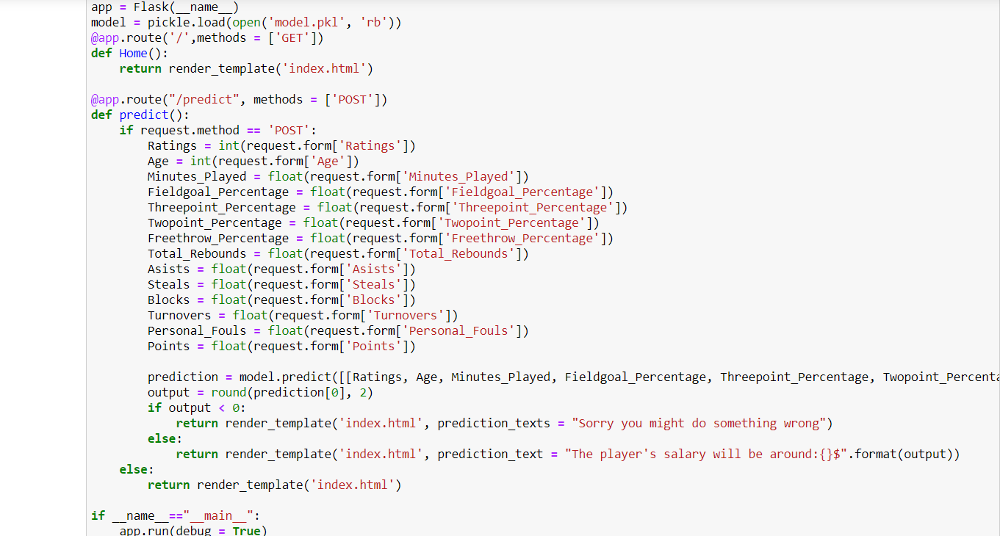 app = Flask(__name__)
model = pickle.load(open('model.pkl', 'rb'))
@app.route('/',methods = ['GET'])
def Home():
    return render_template('index.html')

@app.route("/predict", methods = ['POST'])
def predict():
    if request.method == 'POST':
        Ratings = int(request.form['Ratings'])
        Age = int(request.form['Age'])
        Minutes_Played = float(request.form['Minutes_Played'])
        Fieldgoal_Percentage = float(request.form['Fieldgoal_Percentage'])
        Threepoint_Percentage = float(request.form['Threepoint_Percentage'])
        Twopoint_Percentage = float(request.form['Twopoint_Percentage'])
        Freethrow_Percentage = float(request.form['Freethrow_Percentage'])
        Total_Rebounds = float(request.form['Total_Rebounds'])
        Asists = float(request.form['Asists'])
        Steals = float(request.form['Steals'])
        Blocks = float(request.form['Blocks'])
        Turnovers = float(request.form['Turnovers'])
        Personal_Fouls = float(request.form['Personal_Fouls'])
        Points = float(request.form['Points'])

        prediction = model.predict([[Ratings, Age, Minutes_Played, Fieldgoal_Percentage, Threepoint_Percentage, Twopoint_Percenta
        output = round(prediction[0], 2)
        if output < 0:
            return render_template('index.html', prediction_texts = "Sorry you might do something wrong")
        else:
            return render_template('index.html', prediction_text = "The player's salary will be around:{}$".format(output))
    else:
        return render_template('index.html')

if __name__=="__main__":
    app.run(debug = True)